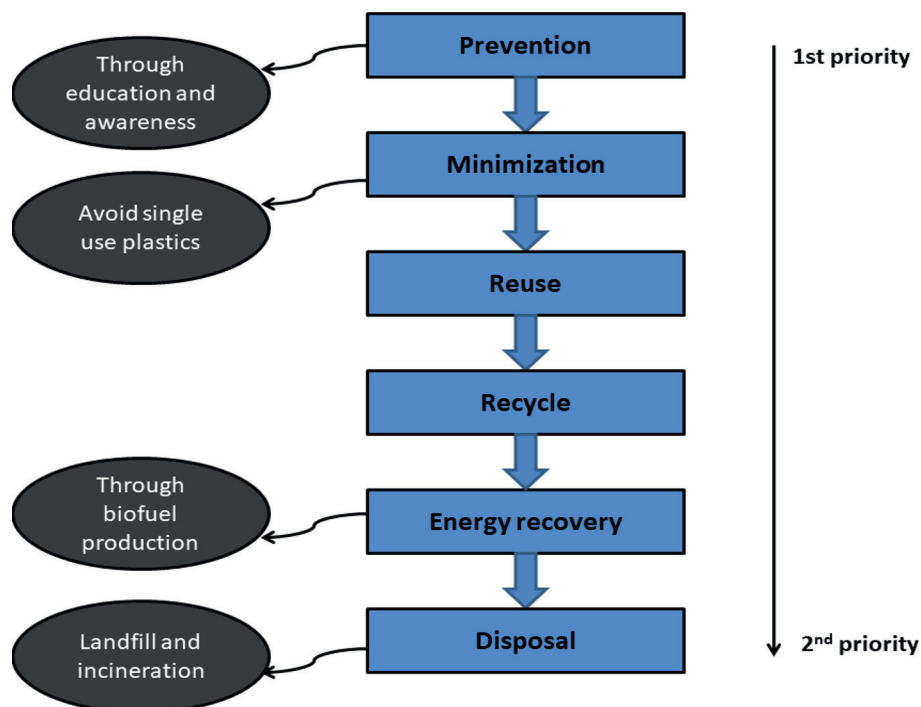 Prevention
1st priority
Through
education and
awareness
Minimization
Avoid single
use plastics
Reuse
Recycle
Through
biofuel
production
Energy recovery
Disposal
2nd priority
Landfill and
incineration